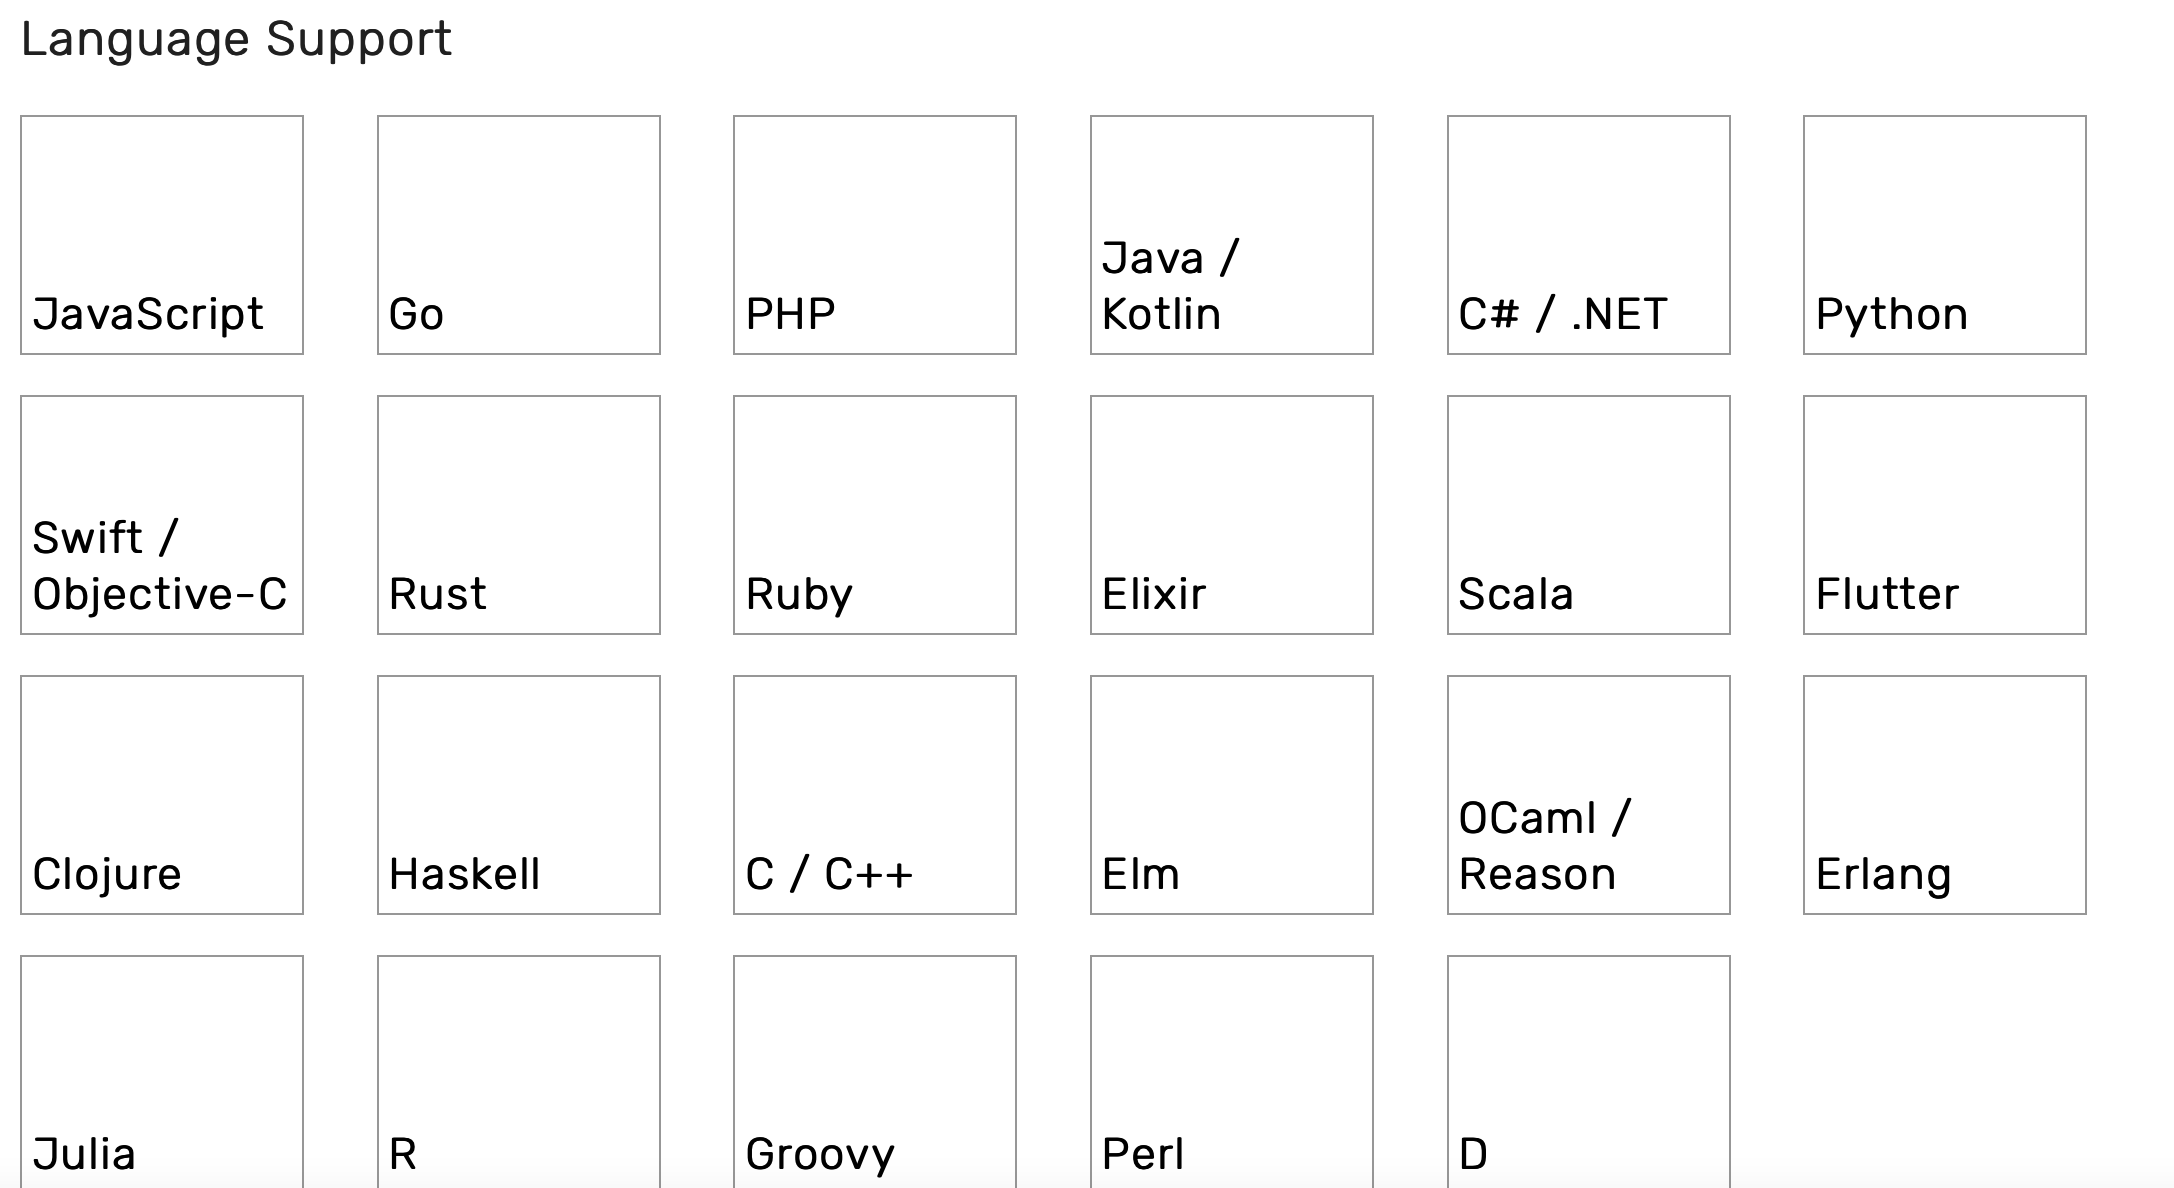 Language Support
JavaScript
Go
PHP
Java /
Kotlin
C# / .NET
Python
Swift /
Objective-C
Rust
Ruby
Elixir
Scala
Flutter
Clojure
Haskell
C / C++
Elm
OCaml /
Reason
Erlang
Julia
R
Groovy
Perl
D